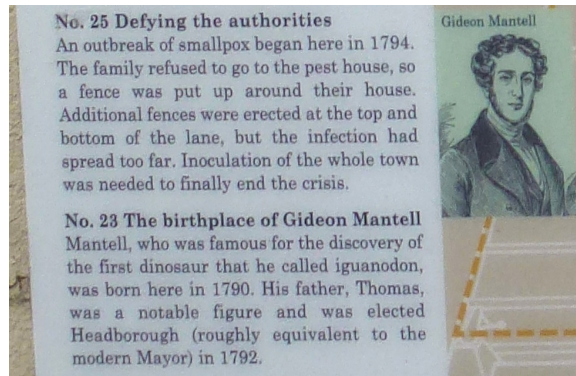 No. 25 Defying the authorities
An outbreak of smallpox began here in 1794.
The family refused to go to the pest house, so
a fence was put up around their house.
Additional fences were erected at the top and
bottom of the lane, but the infection had
spread too far. Inoculation of the whole town
was needed to finally end the crisis.
No. 23 The birthplace of Gideon Mantell
Mantell, who was famous for the discovery of
the first dinosaur that he called iguanodon,
was born here in 1790. His father, Thomas,
was a notable figure and was elected
Headborough (roughly equivalent to the
modern Mayor) in 1792.
Gideon Mantell